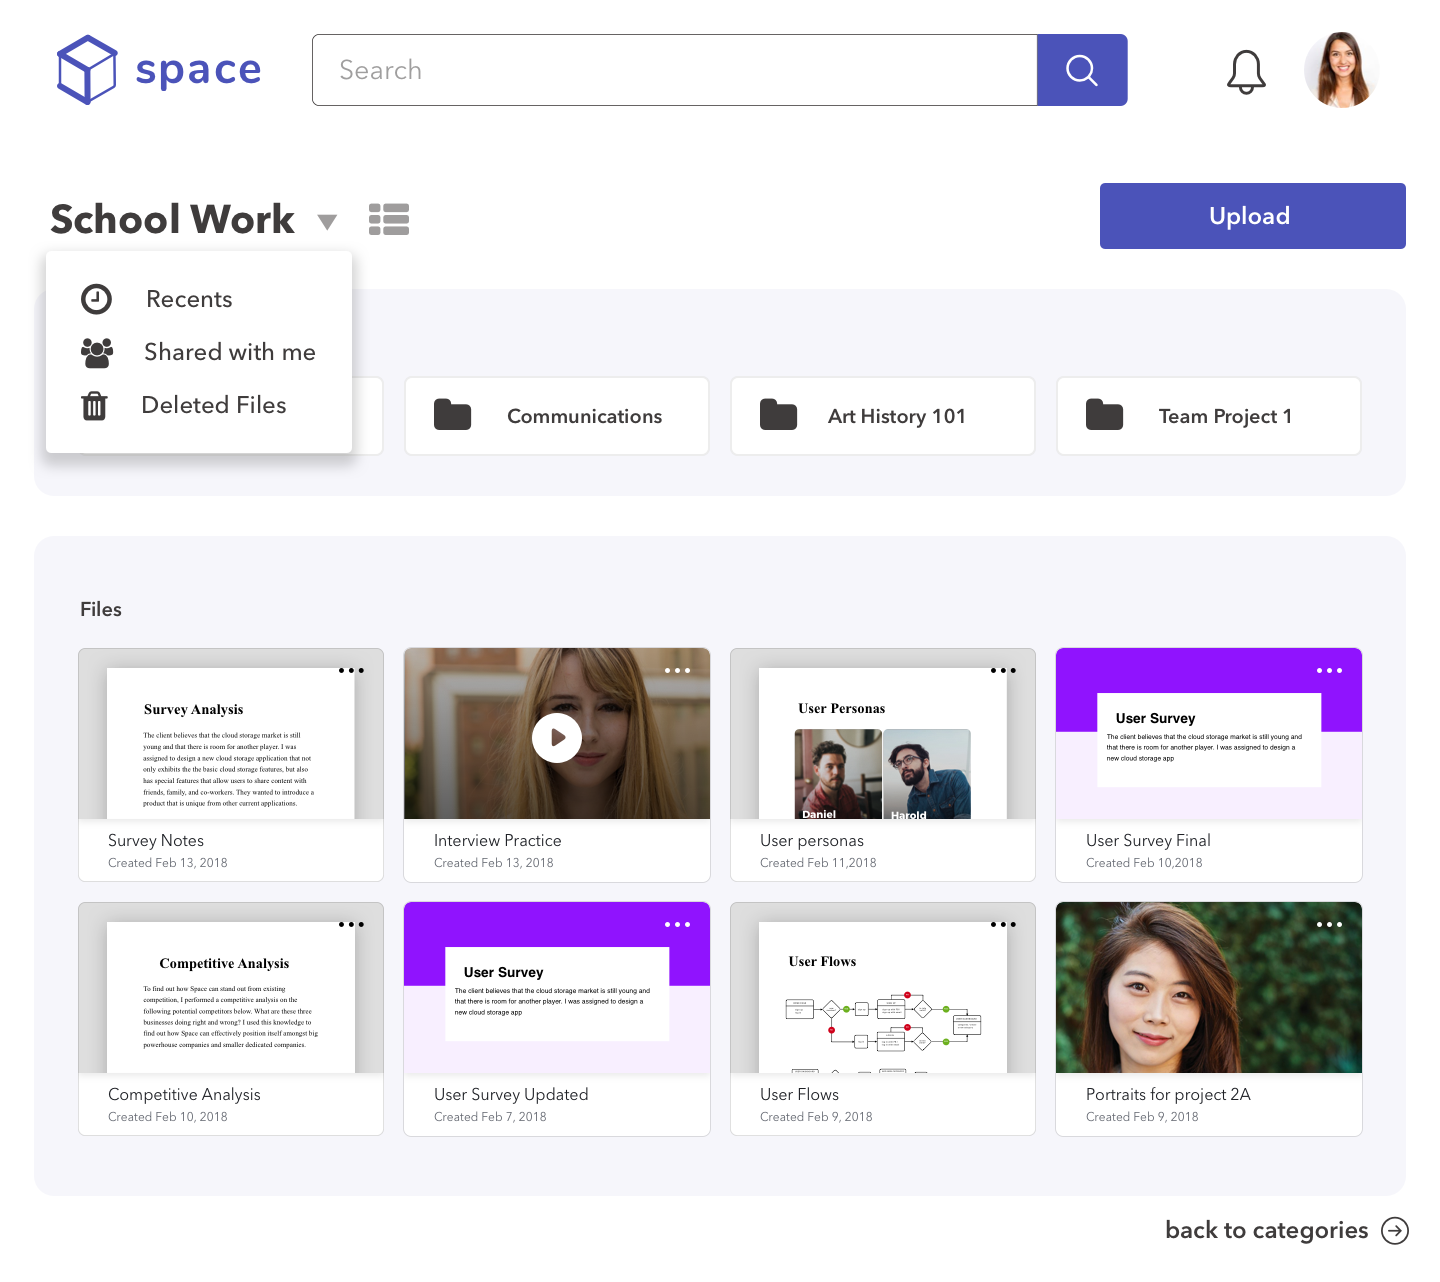 space
Search
School Work
Upload
Recents
Shared with me
Deleted Files
Communications
Art History 101
Team Project 1
Files
Survey Analysis
The client believes that the cloud storage market is still
young and that there is room for another player. I was
assigned to design a new cloud storage application that not
only exhibits the the basic cloud storage features, but also
has special features that allow users to share content with
friends, family, and co-workers. They wanted to introduce a
product that is unique from other current applications.
Survey Notes
Created Feb 13, 2018
Interview Practice
Created Feb 13, 2018
User Personas
Daniel
Harold
User personas
Created Feb 11,2018
User Survey
The client believes that the cloud storage market is still young and
that there is room for another player. I was assigned to design a
new cloud storage app
User Survey Final
Created Feb 10,2018
Competitive Analysis
To find out how Space can stand out from existing
competition, I performed a competitive analysis on the
following potential competitors below. What are these three
businesses doing right and wrong? I used this knowledge to
find out how Space can effectively position itself amongst big
powerhouse companies and smaller dedicated companies.
Competitive Analysis
Created Feb 10, 2018
User Survey
The client believes that the cloud storage market is still young and
that there is room for another player. I was assigned to design a
new cloud storage app
User Survey Updated
Created Feb 7, 2018
User Flows
User Flows
Created Feb 9, 2018
Portraits for project 2A
Created Feb 9, 2018
back to categories